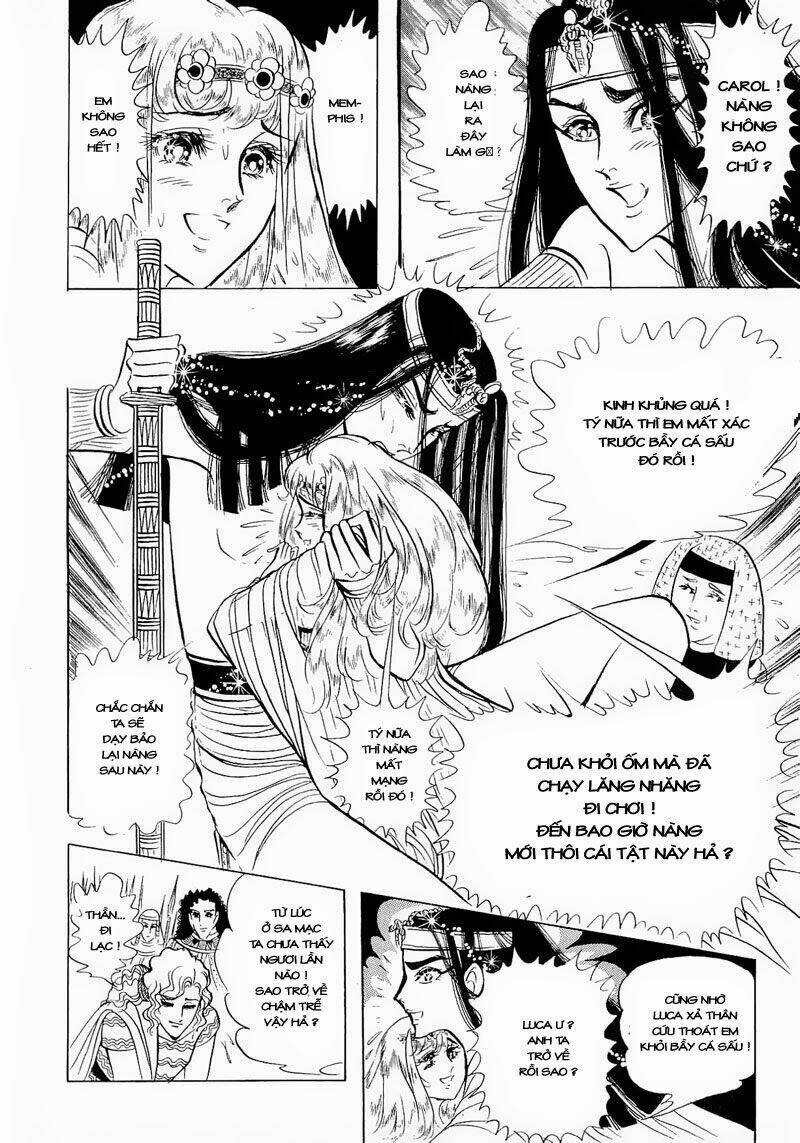 CAROL !
NÀNG
KHÔNG
SAO
CHỨ ?
SAO
NÀNG
LẠI
RA
ĐÂY
LÀM G□?
MEM-
PHIS !
EM
KHÔNG
SAO
HẾT !
KINH KHỦNG QUÁ !
TÝ NỮA THÌ EM MẤT XÁC
TRƯỚC BẦY CÁ SẤU
ĐÓ RỒI !
CHƯA KHỎI ỐM MÀ ĐÃ
CHẠY LĂNG NHĂNG
ĐI CHƠI !
ĐẾN BAO GIỜ NÀNG
MỚI THÔI CÁI TẬT NÀY HẢ ?
TÝ NỮA
THÌ NÀNG
MẤT
MẠNG
RỒI ĐÓ !
CHẮC CHẮN
TA SẼ
DẠY BẢO
LẠI NÀNG
SAU NÀY !
CŨNG NHỜ
LUCA XẢ THÂN
CỨU THOÁT EM
KHỎI BẦY CÁ SẤU !
LUCA Ư ?
ANH TA
TRỞ VỀ
RỒI SAO ?
TỪ LÚC
Ở SA MẠC
TA CHƯA THẤY
NGƯƠI LẦN
NÀO !
SAO TRỞ VỀ
CHẬM TRỄ
VẬY HẢ ?
THẦN...
ĐI
LẠC !